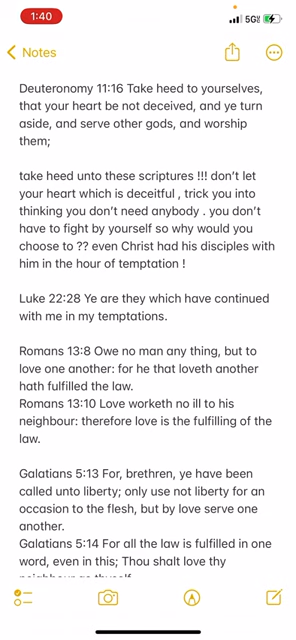 1:40
5G
Notes
Deuteronomy 11:16 Take heed to yourselves,
that your heart be not deceived, and ye turn
aside, and serve other gods, and worship
them;
take heed unto these scriptures !!! don't let
your heart which is deceitful , trick you into
thinking you don't need anybody . you don't
have to fight by yourself so why would you
choose to ?? even Christ had his disciples with
him in the hour of temptation !
Luke 22:28 Ye are they which have continued
with me in my temptations.
Romans 13:8 Owe no man any thing, but to
love one another: for he that loveth another
hath fulfilled the law.
Romans 13:10 Love worketh no ill to his
neighbour: therefore love is the fulfilling of the
law.
Galatians 5:13 For, brethren, ye have been
called unto liberty; only use not liberty for an
occasion to the flesh, but by love serve one
another.
Galatians 5:14 For all the law is fulfilled in one
word, even in this; Thou shalt love thy
neighbour as thyself